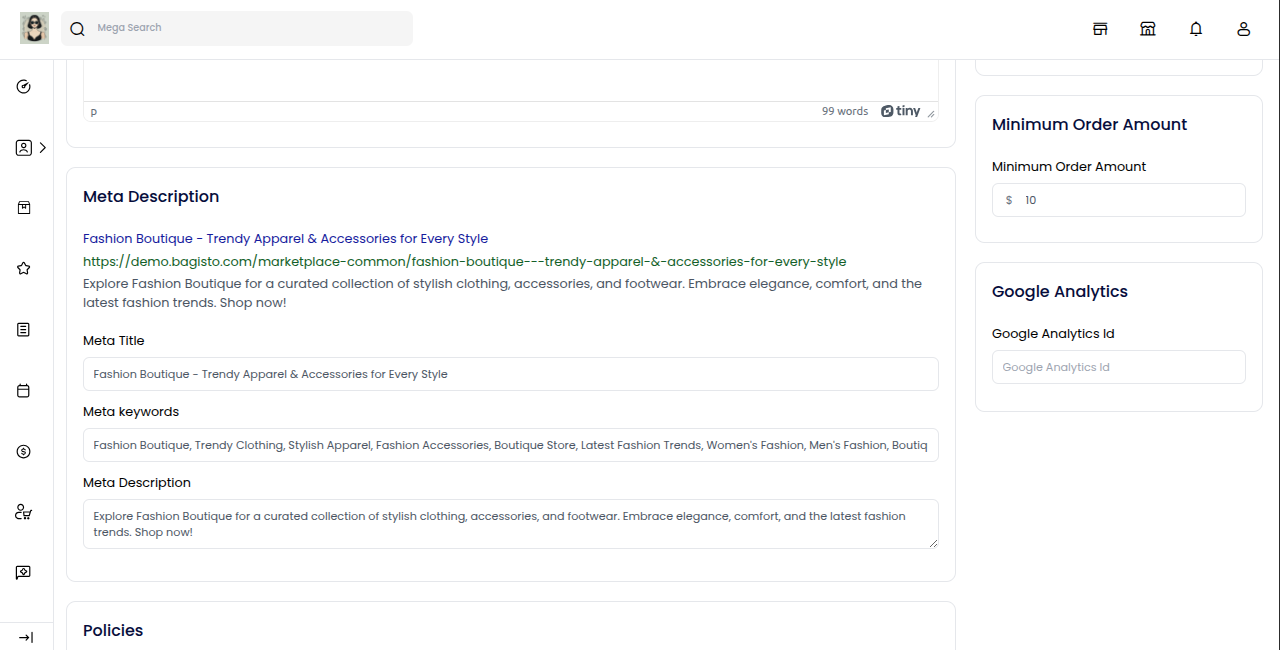 Mega Search
p
99 words
tiny
Meta Description
Fashion Boutique - Trendy Apparel & Accessories for Every Style
https://demo.bagisto.com/marketplace-common/fashion-boutique---trendy-apparel-&-accessories-for-every-style
Explore Fashion Boutique for a curated collection of stylish clothing, accessories, and footwear. Embrace elegance, comfort, and the
latest fashion trends. Shop now!
Meta Title
Fashion Boutique - Trendy Apparel & Accessories for Every Style
Meta keywords
Fashion Boutique, Trendy Clothing, Stylish Apparel, Fashion Accessories, Boutique Store, Latest Fashion Trends, Women's Fashion, Men's Fashion, Boutiq
Meta Description
Explore Fashion Boutique for a curated collection of stylish clothing, accessories, and footwear. Embrace elegance, comfort, and the latest fashion
trends. Shop now!
Policies
Minimum Order Amount
Minimum Order Amount
$ 10
Google Analytics
Google Analytics Id
Google Analytics Id